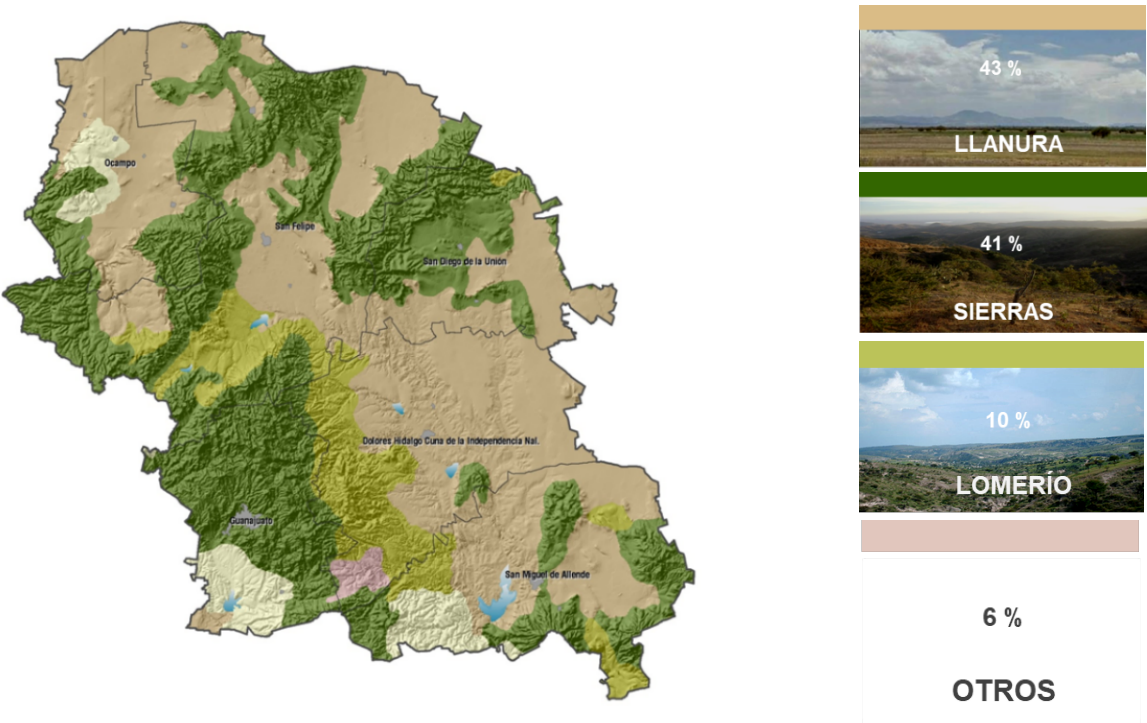 Ocampo
San Felipe
San Diego de la Unión
Dolores Hidalgo Cuna de la Independencia Nal.
Guanajuato
San Miguel de Allende
43 %
LLANURA
41 %
SIERRAS
10 %
LOMERÍO
6 %
OTROS